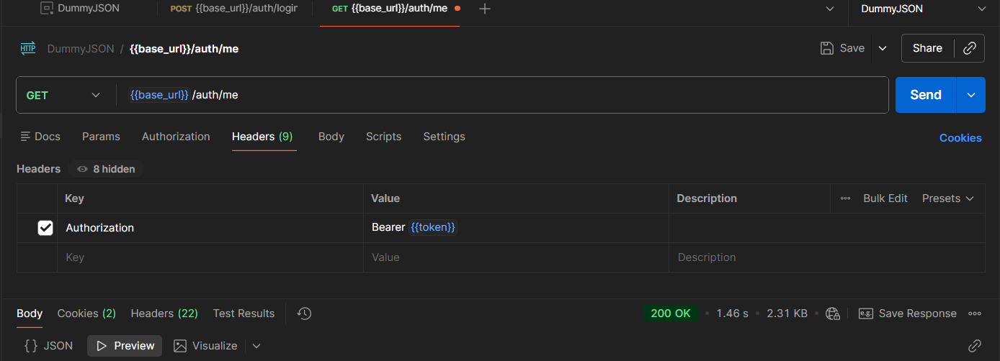 DummyJSON POST {{base_url}}/auth/login GET {{base_url}}/auth/me DummyJSON
HTTP DummyJSON / {{base_url}}/auth/me Save Share
GET {{base_url}} /auth/me Send
Docs Params Authorization Headers (9) Body Scripts Settings Cookies
Headers 8 hidden
Key Value Description Bulk Edit Presets
Authorization Bearer {{token}}
Key Value Description
Body Cookies (2) Headers (22) Test Results 200 OK • 1.46 s • 2.31 KB • e.g. Save Response
{} JSON Preview Visualize